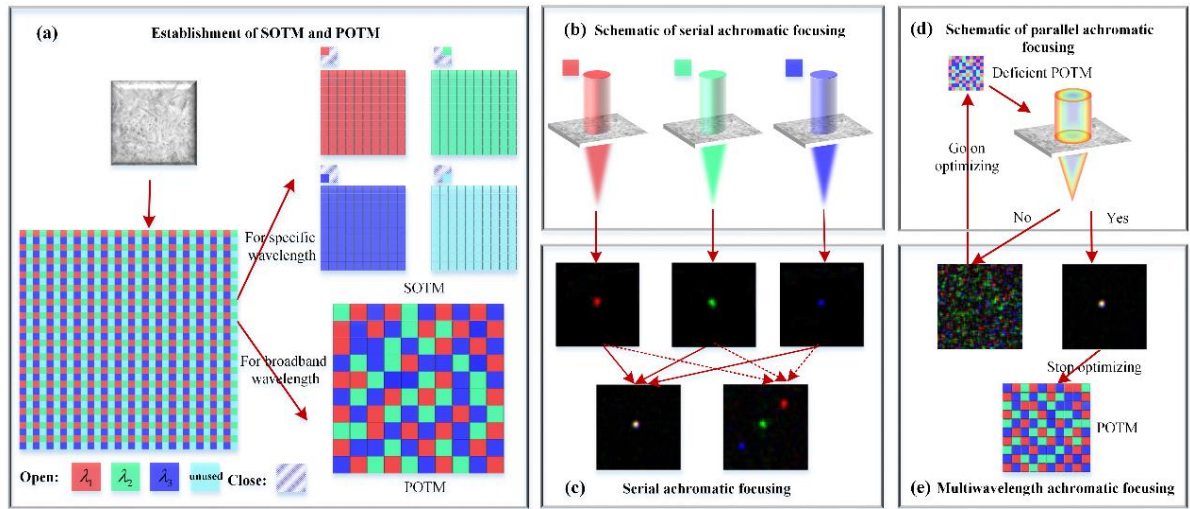 (a)
Establishment of SOTM and POTM
For specific
wavelength
SOTM
For broadband
wavelength
POTM
Open:
λ1
λ2
λ3
unused
Close:
(b)
Schematic of serial achromatic focusing
(c)
Serial achromatic focusing
(d)
Schematic of parallel achromatic
focusing
Deficient POTM
Go on
optimizing
No
Yes
Stop optimizing
POTM
(e)
Multiwavelength achromatic focusing